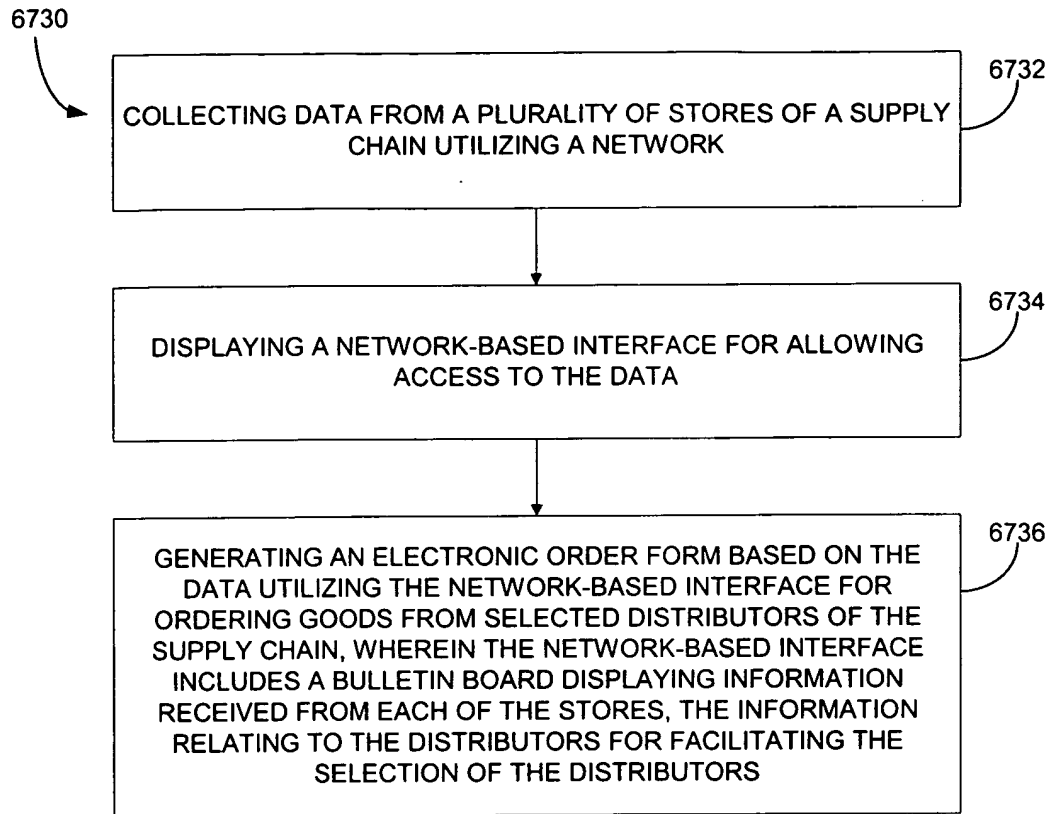 6730
6732
COLLECTING DATA FROM A PLURALITY OF STORES OF A SUPPLY
CHAIN UTILIZING A NETWORK
6734
DISPLAYING A NETWORK-BASED INTERFACE FOR ALLOWING
ACCESS TO THE DATA
6736
GENERATING AN ELECTRONIC ORDER FORM BASED ON THE
DATA UTILIZING THE NETWORK-BASED INTERFACE FOR
ORDERING GOODS FROM SELECTED DISTRIBUTORS OF THE
SUPPLY CHAIN, WHEREIN THE NETWORK-BASED INTERFACE
INCLUDES A BULLETIN BOARD DISPLAYING INFORMATION
RECEIVED FROM EACH OF THE STORES, THE INFORMATION
RELATING TO THE DISTRIBUTORS FOR FACILITATING THE
SELECTION OF THE DISTRIBUTORS